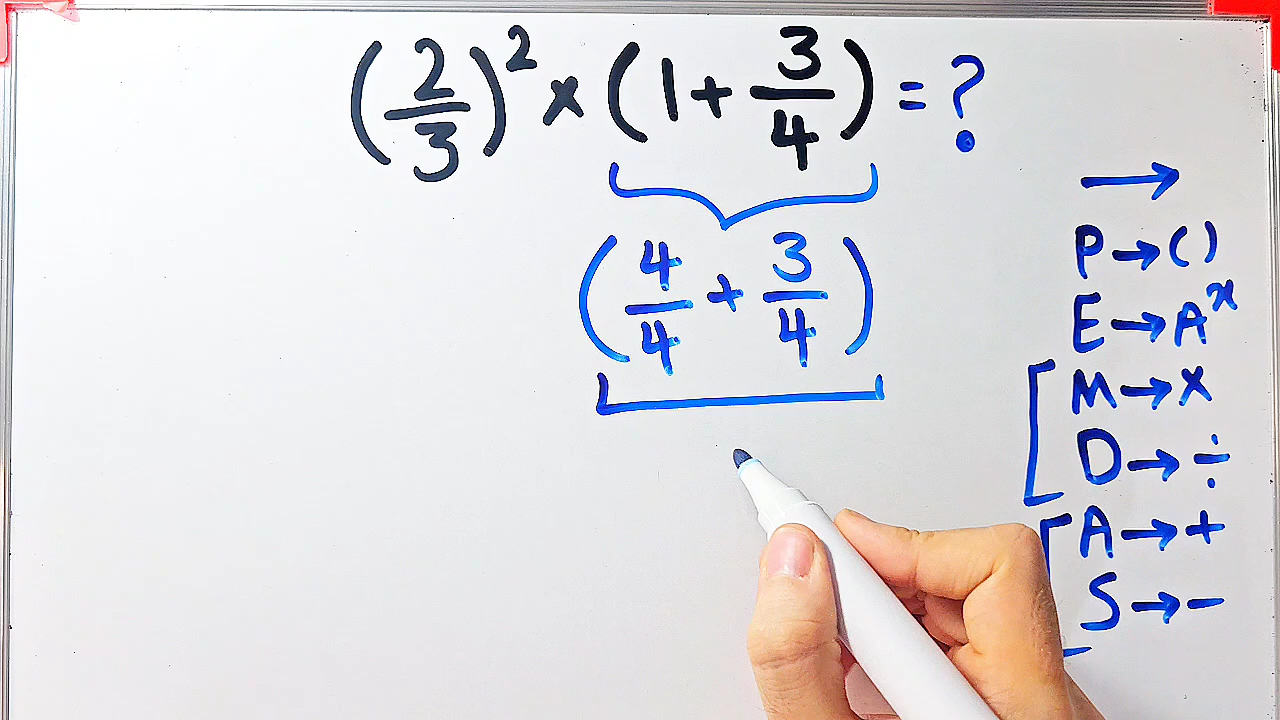 (2/3)² × (1 + 3/4) = ?
(4/4 + 3/4)
→
P → ()
E → Aˣ
M → ×
D → ÷
A → +
S → −